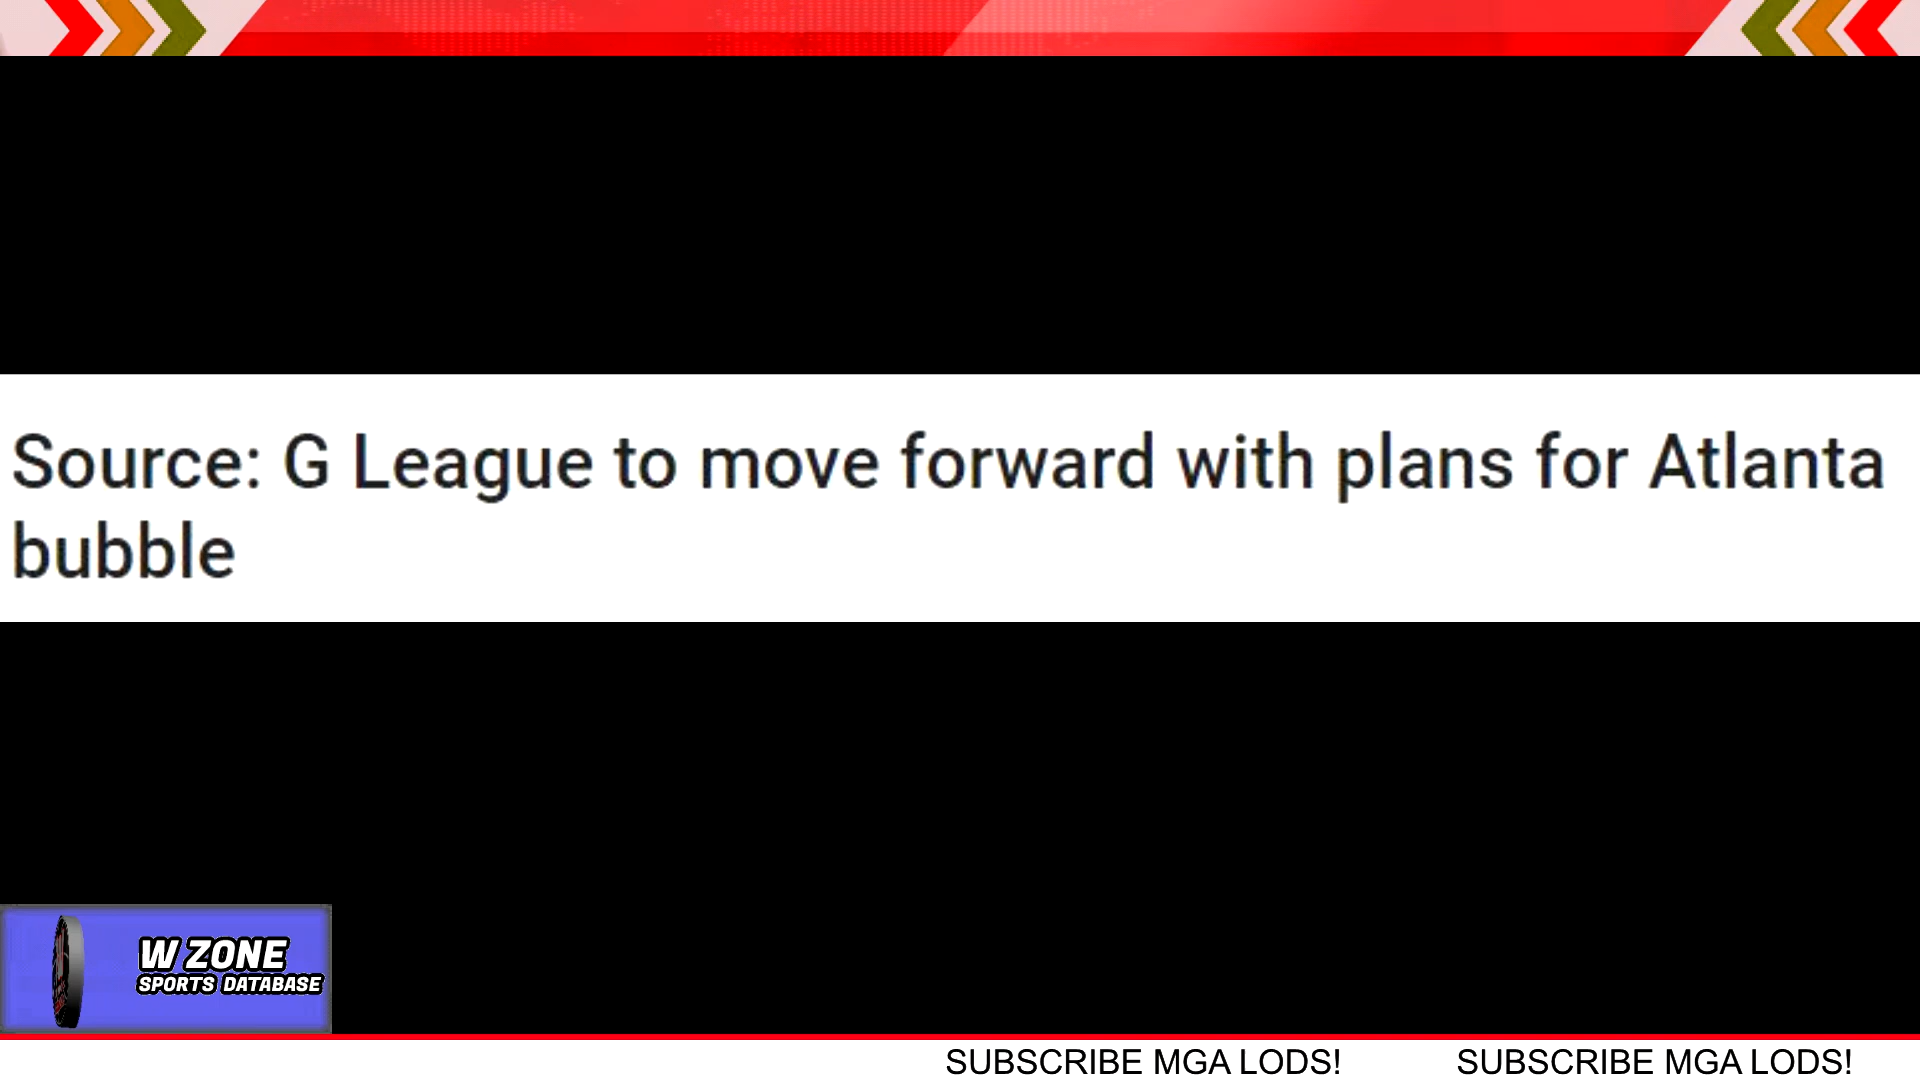 Source: G League to move forward with plans for Atlanta
bubble
W ZONE
SPORTS DATABASE
SUBSCRIBE MGA LODS! SUBSCRIBE MGA LODS!